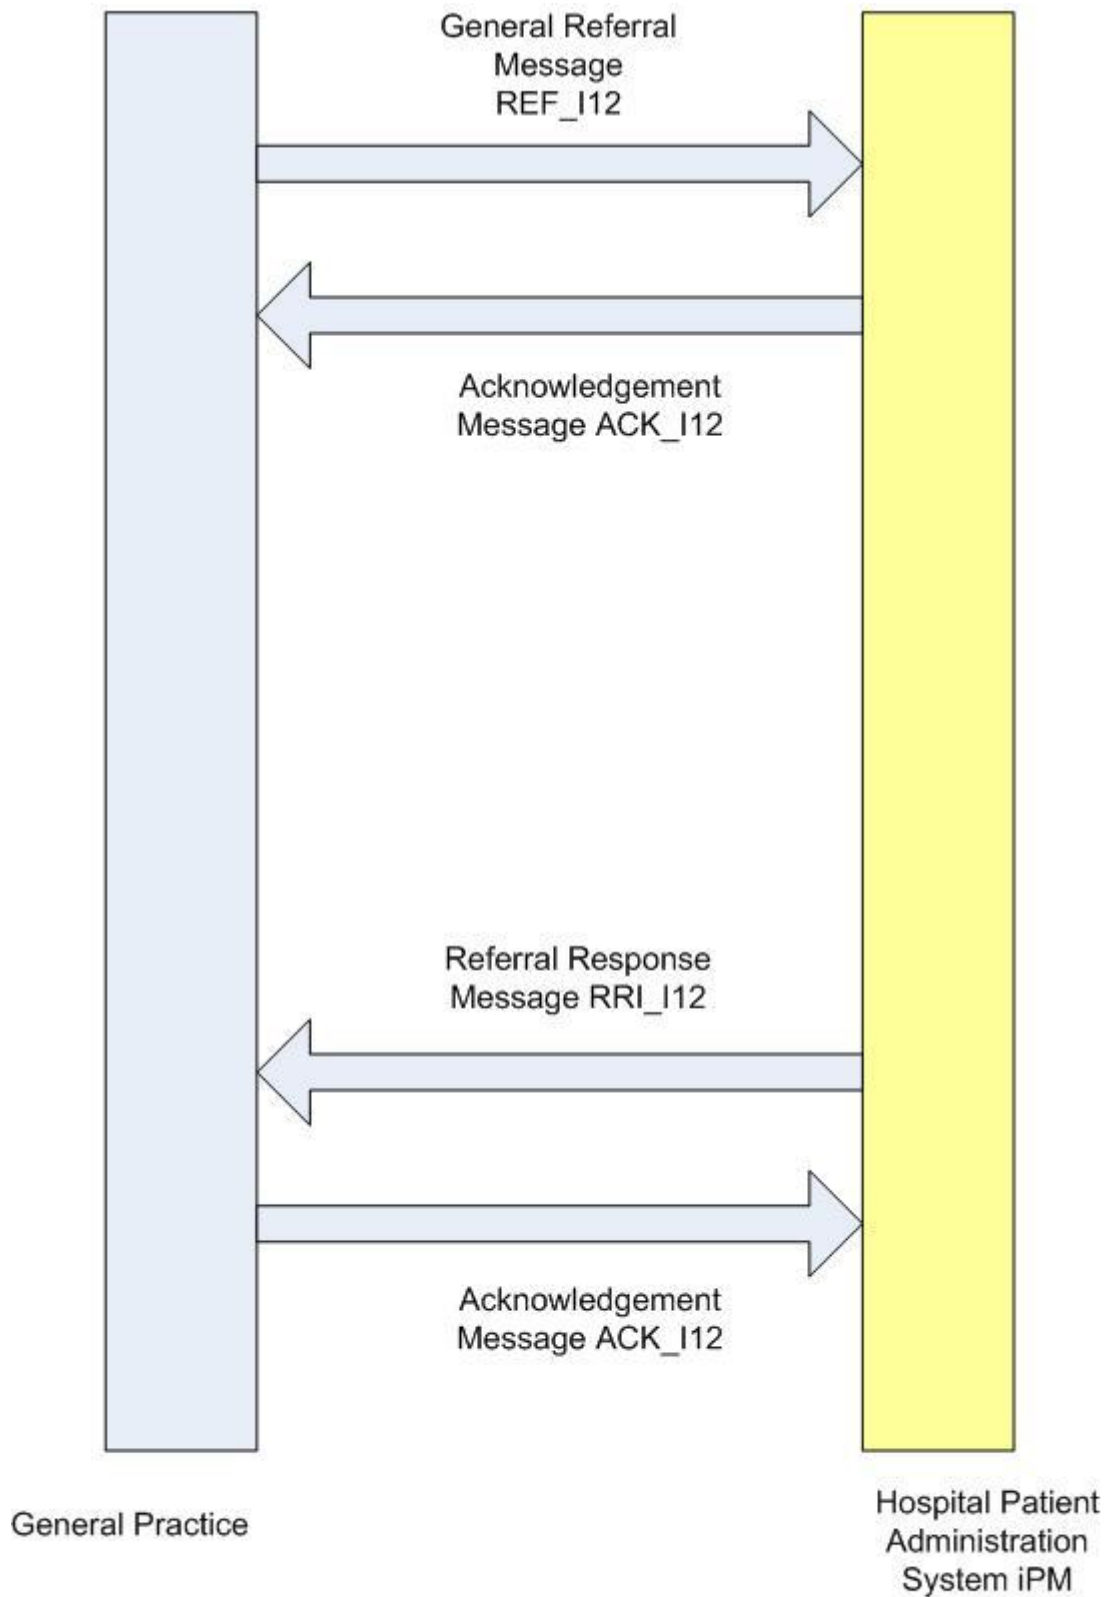 General Referral
Message
REF_I12
Acknowledgement
Message ACK_I12
Referral Response
Message RRI_I12
Acknowledgement
Message ACK_I12
General Practice
Hospital Patient
Administration
System iPM